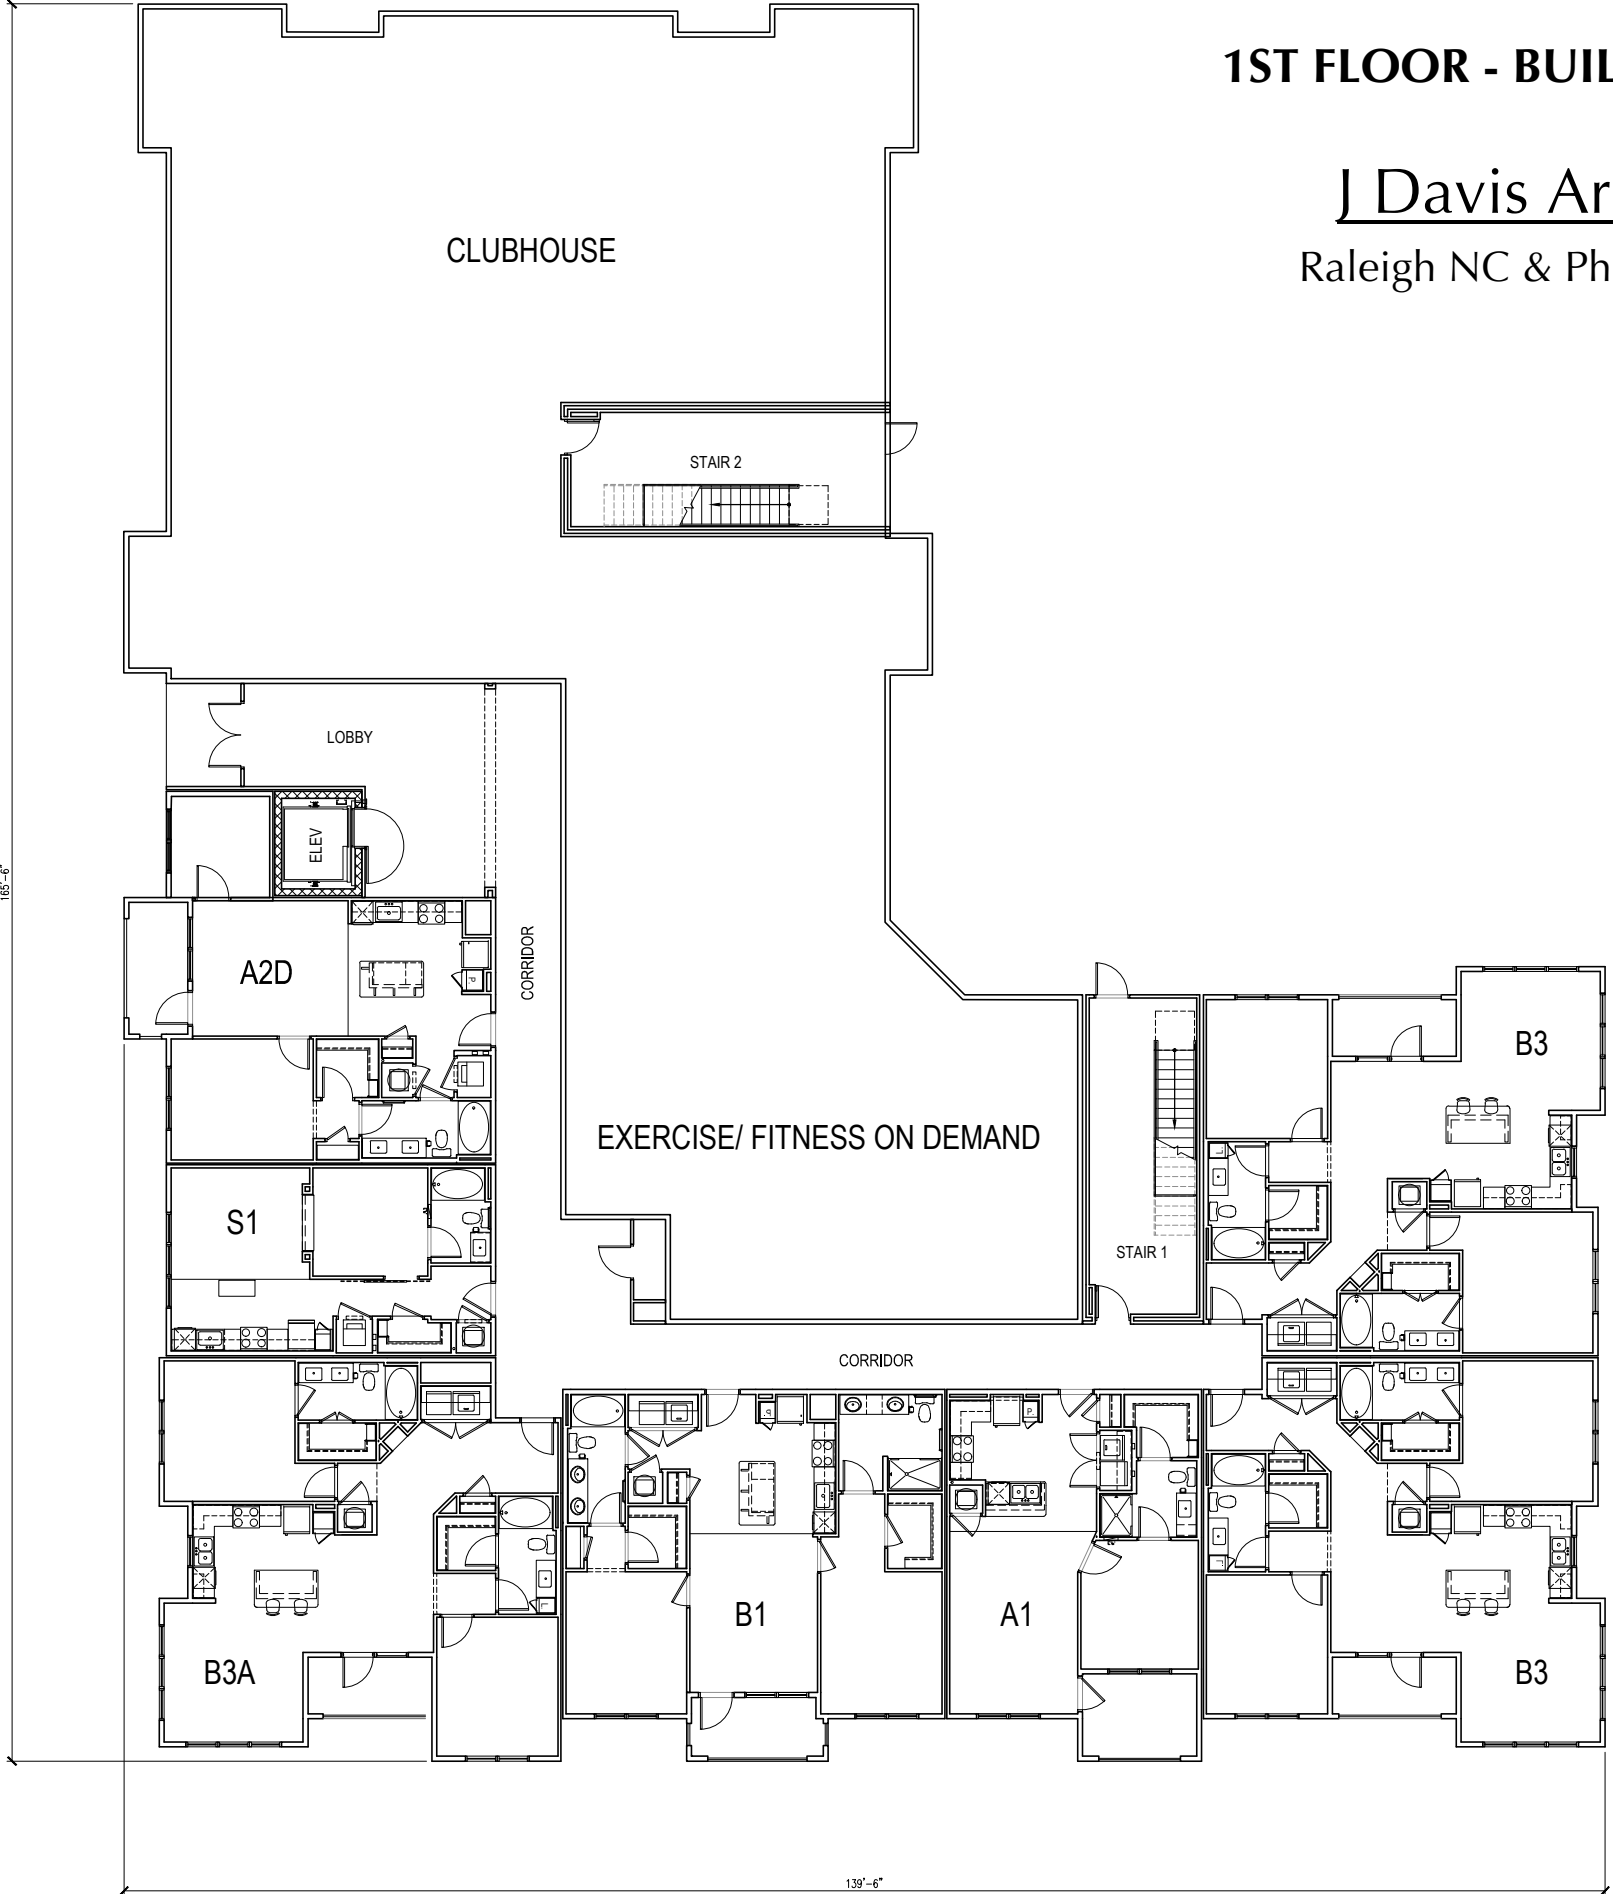 1ST FLOOR - BUIL
J Davis Ar
Raleigh NC & Ph
CLUBHOUSE
STAIR 2
LOBBY
ELEV
165'-6"
CORRIDOR
A2D
B3
EXERCISE/ FITNESS ON DEMAND
S1
STAIR 1
CORRIDOR
B1
A1
B3A
B3
139'-6"